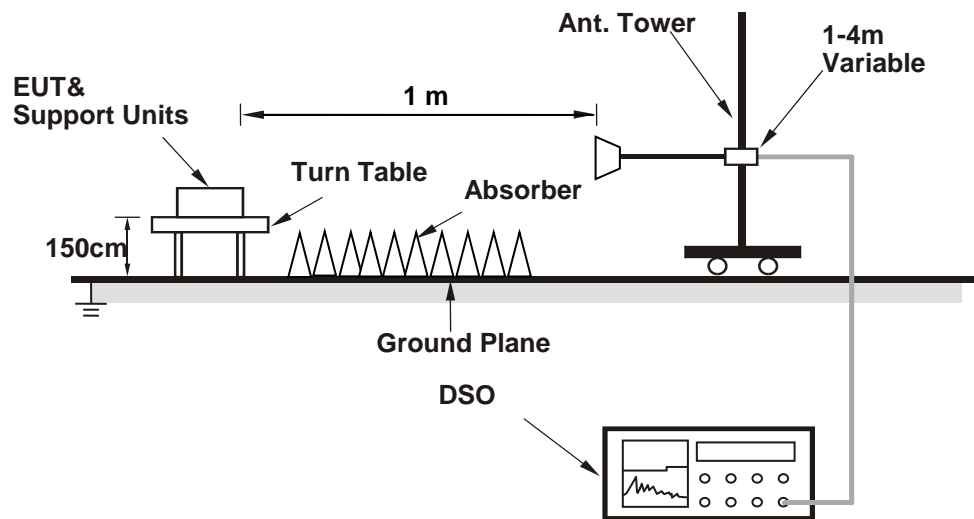 Ant. Tower
1-4m
Variable
EUT&
Support Units
1 m
Turn Table
Absorber
150cm
Ground Plane
DSO